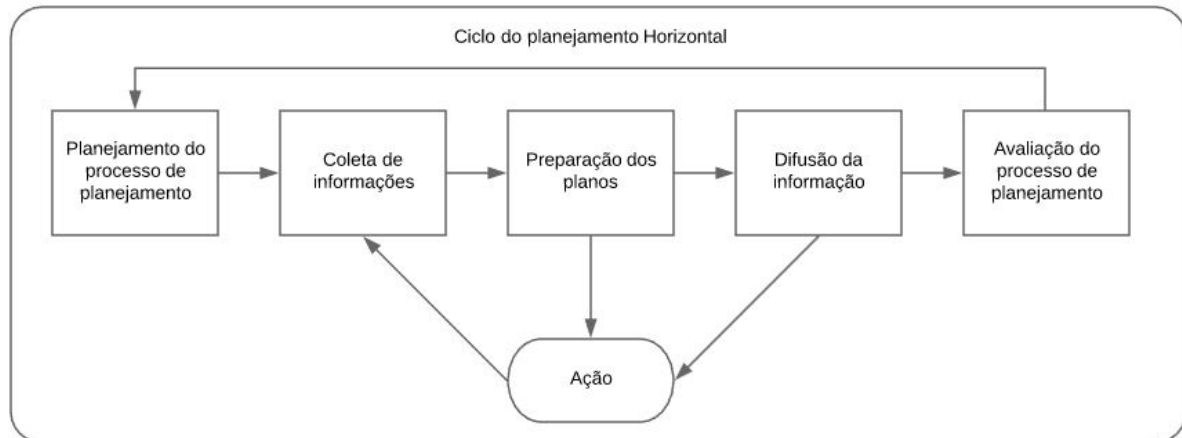 Ciclo do planejamento Horizontal
Planejamento do
processo de
planejamento
Coleta de
informações
Preparação dos
planos
Difusão da
informação
Avaliação do
processo de
planejamento
Ação